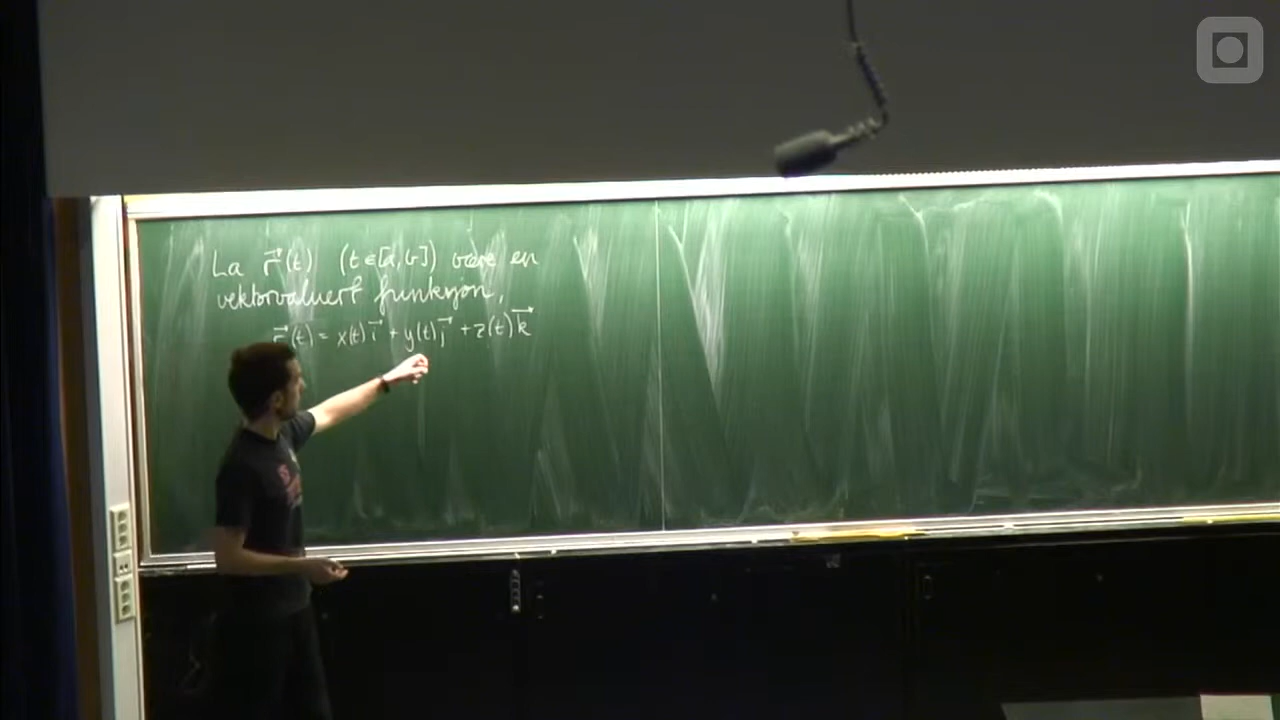 La r⃗(t) (t∈[a,b]) være en
vektorvaluert funksjon,
r⃗(t) = x(t)i⃗ + y(t)j⃗ + z(t)k⃗